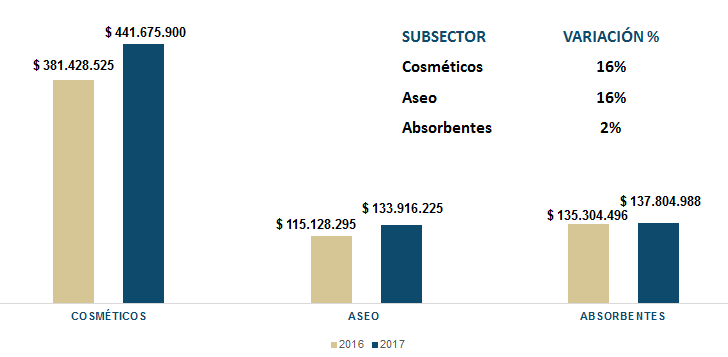 $ 441.675.900
$ 381.428.525
SUBSECTOR VARIACIÓN %
Cosméticos 16%
Aseo 16%
Absorbentes 2%
$ 115.128.295
$ 133.916.225
$ 135.304.496
$ 137.804.988
COSMÉTICOS ASEO ABSORBENTES
2016 2017